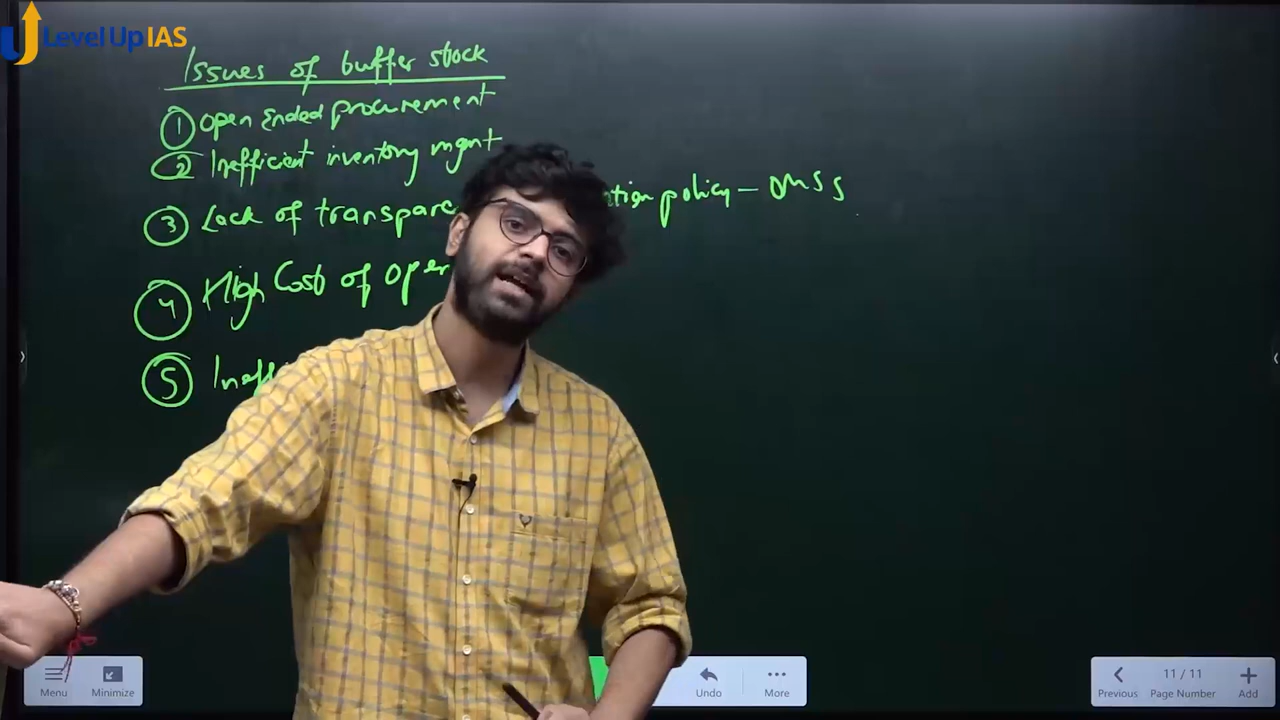 Level Up IAS
Issues of buffer stock
1 Open Ended procurement
2 Inefficient inventory mgmt
3 Lack of transpare tion policy - OMSS
4 High Cost of Oper
5 Ineff
Menu
Minimize
Undo
More
Previous
11 / 11
Page Number
Add